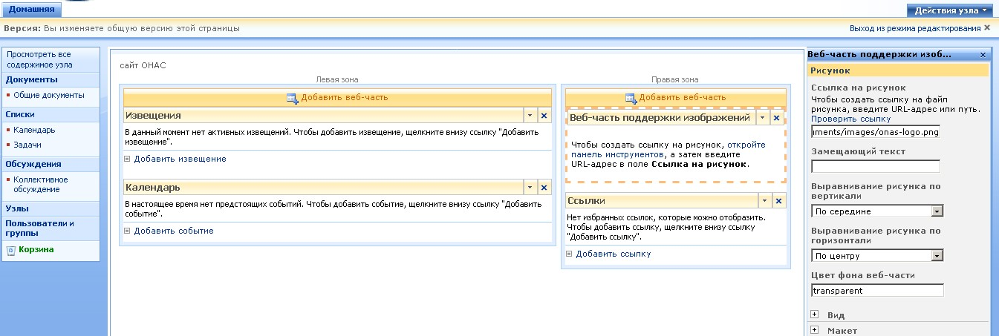 Домашняя
Действия узла
Версия: Вы изменяете общую версию этой страницы
Выход из режима редактирования
Просмотреть все
содержимое узла
Документы
Общие документы
Списки
Календарь
Задачи
Обсуждения
Коллективное
обсуждение
Узлы
Пользователи и
группы
Корзина
сайт ОНАС
Левая зона
Добавить веб-часть
Извещения
В данный момент нет активных извещений. Чтобы добавить извещение, щелкните внизу ссылку "Добавить
извещение".
Добавить извещение
Календарь
В настоящее время нет предстоящих событий. Чтобы добавить событие, щелкните внизу ссылку "Добавить
событие".
Добавить событие
Правая зона
Добавить веб-часть
Веб-часть поддержки изображений
Чтобы создать ссылку на рисунок, откройте
панель инструментов, а затем введите
URL-адрес в поле Ссылка на рисунок.
Ссылки
Нет избранных ссылок, которые можно отобразить.
Чтобы добавить ссылку, щелкните внизу ссылку
"Добавить ссылку".
Добавить ссылку
Веб-часть поддержки изоб...
Рисунок
Ссылка на рисунок
Чтобы создать ссылку на файл
рисунка, введите URL-адрес или путь.
Проверить ссылку
iments/images/onas-logo.png
Замещающий текст
Выравнивание рисунка по
вертикали
По середине
Выравнивание рисунка по
горизонтали
По центру
Цвет фона веб-части
transparent
Вид
Макет